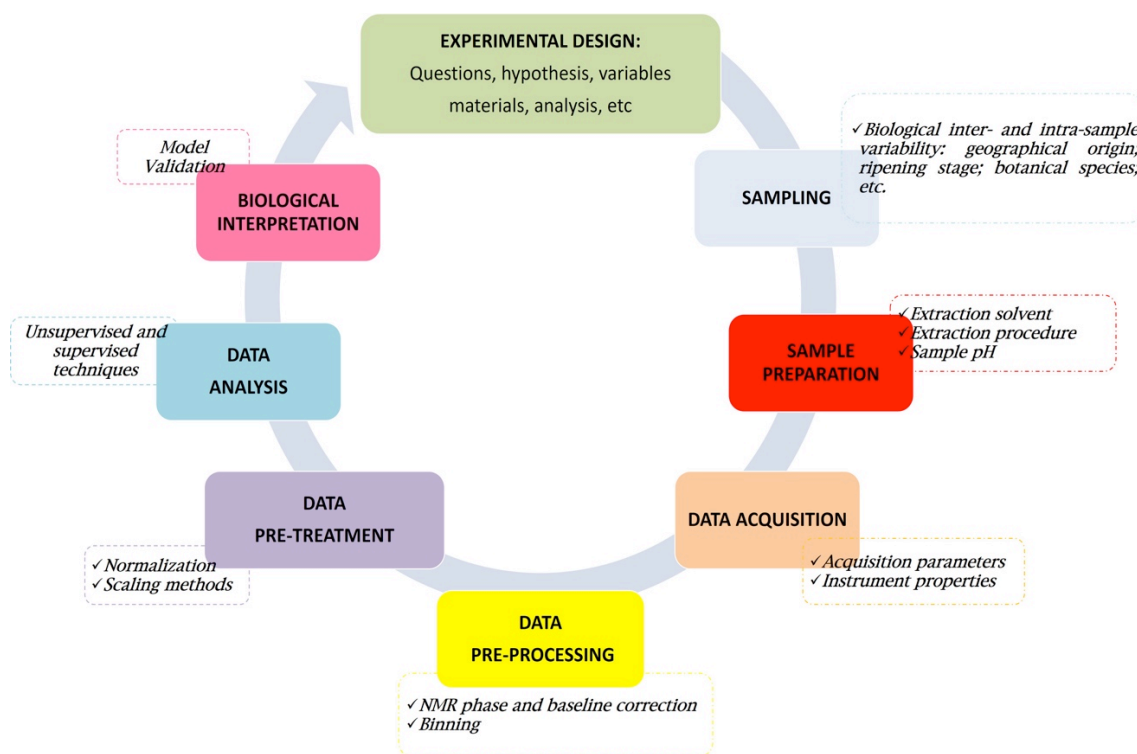 EXPERIMENTAL DESIGN:
Questions, hypothesis, variables
materials, analysis, etc
✓Biological inter- and intra-sample
variability: geographical origin;
ripening stage; botanical species;
etc.
SAMPLING
✓Extraction solvent
✓Extraction procedure
✓Sample pH
SAMPLE
PREPARATION
DATA ACQUISITION
✓Acquisition parameters
✓Instrument properties
DATA
PRE-PROCESSING
✓NMR phase and baseline correction
✓Binning
DATA
PRE-TREATMENT
✓Normalization
✓Scaling methods
DATA
ANALYSIS
Unsupervised and
supervised
techniques
BIOLOGICAL
INTERPRETATION
Model
Validation